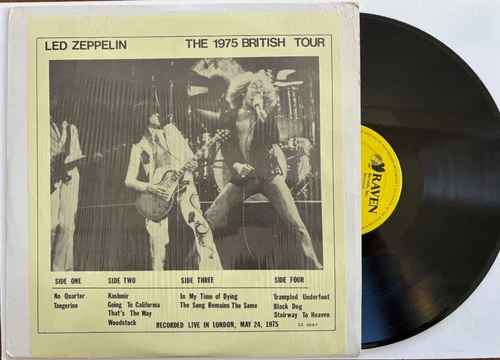 LED ZEPPELIN THE 1975 BRITISH TOUR
SIDE ONE SIDE TWO SIDE THREE SIDE FOUR
No Quarter Kashmir In My Time of Dying Trampled Underfoot
Tangerine Going To California The Song Remains The Same Black Dog
That's The Way Stairway To Heaven
Woodstock
RECORDED LIVE IN LONDON, MAY 24, 1975
RAVEN